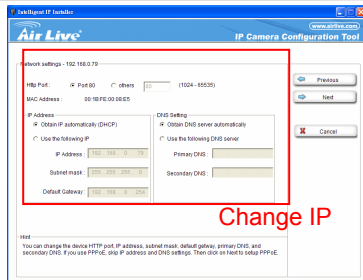 Intelligent IP Installer
Air Live
www.airlive.com
IP Camera Configuration Tool
Network settings - 192.168.0.79
Http Port : Port 80 others 80 (1024 - 65535)
MAC Address : 00:1B:FE:00:08:E5
IP Address
Obtain IP automatically (DHCP)
Use the following IP
IP Address : 192 . 168 . 0 . 79
Subnet mask : 255 . 255 . 255 . 0
Default Gateway: 192 . 168 . 0 . 254
DNS Setting
Obtain DNS server automatically
Use the following DNS server
Primary DNS :
Secondary DNS :
Previous
Next
X Cancel
Change IP
Hint
You can change the device HTTP port, IP address, subnet mask, default getway, primary DNS, and
secondary DNS. If you use PPPoE, skip IP address and DNS settings. Then click on Next to setup PPPoE.